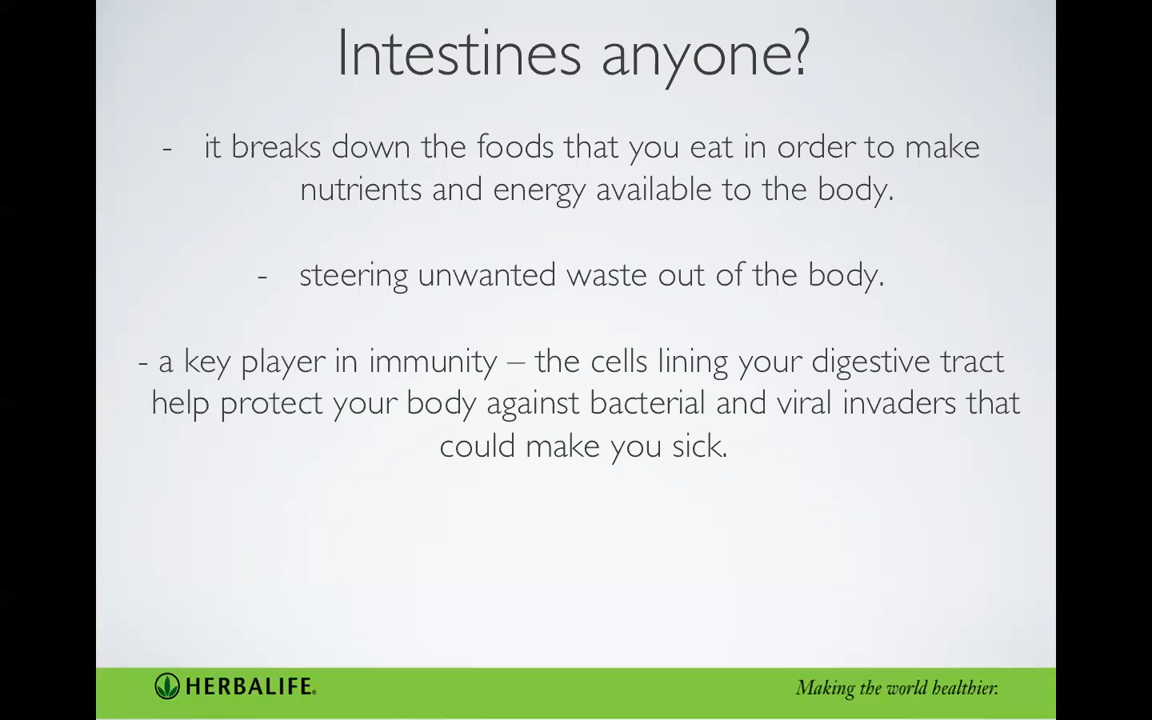 Intestines anyone?
- it breaks down the foods that you eat in order to make
nutrients and energy available to the body.
- steering unwanted waste out of the body.
- a key player in immunity – the cells lining your digestive tract
help protect your body against bacterial and viral invaders that
could make you sick.
HERBALIFE.
Making the world healthier.